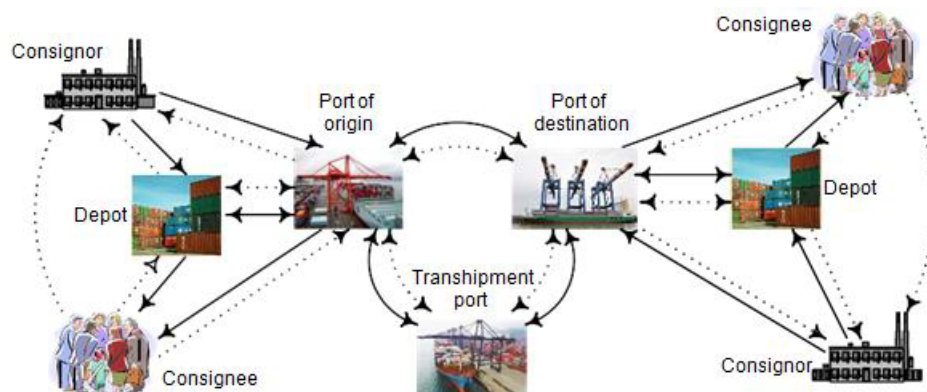 Consignor
Consignee
Port of
origin
Port of
destination
Depot
Depot
Transhipment
port
Consignee
Consignor